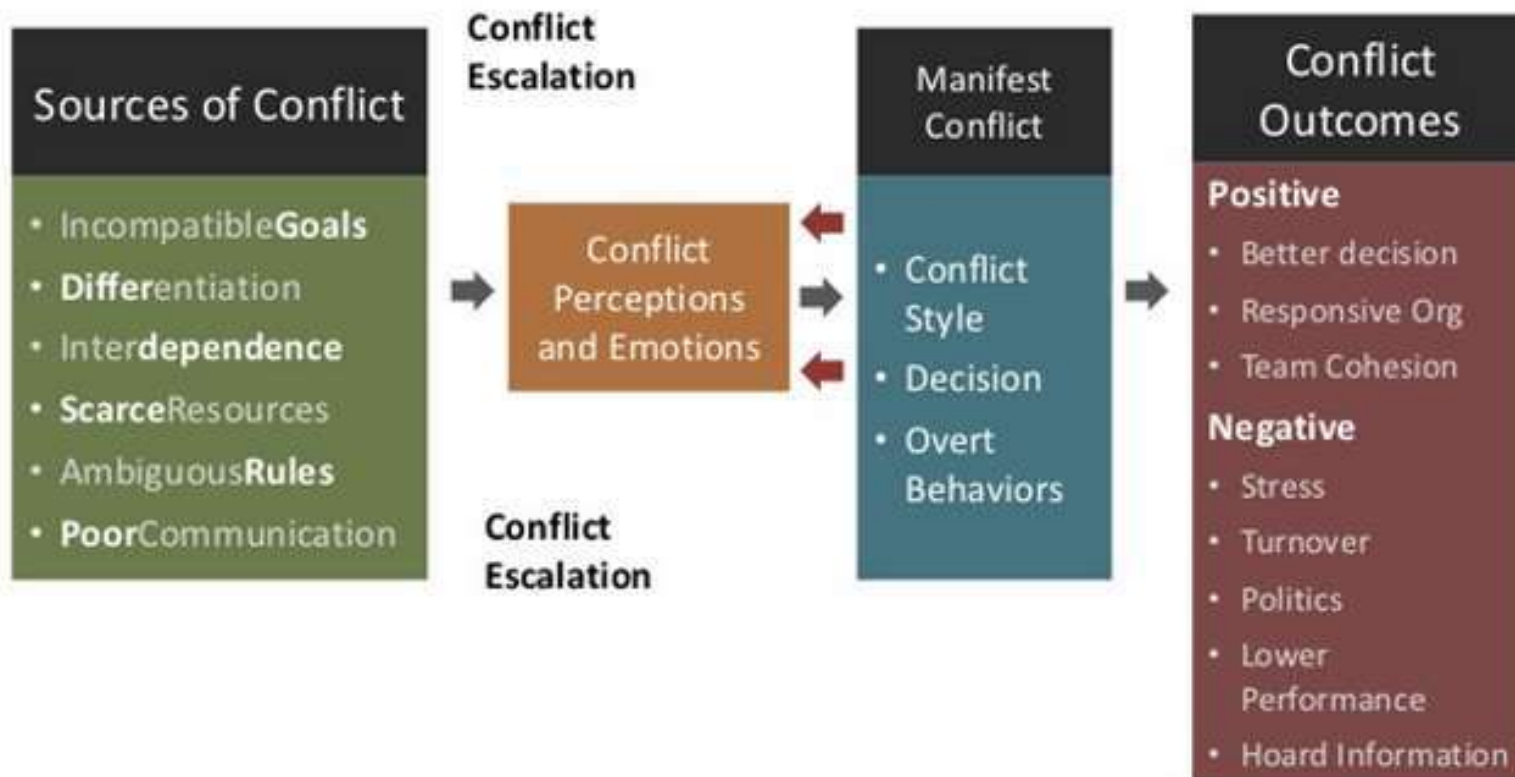 Sources of Conflict
• IncompatibleGoals
• Differentiation
• Interdependence
• ScarceResources
• AmbiguousRules
• PoorCommunication
Conflict
Escalation
Conflict
Perceptions
and Emotions
Conflict
Escalation
Manifest
Conflict
• Conflict
Style
• Decision
• Overt
Behaviors
Conflict
Outcomes
Positive
• Better decision
• Responsive Org
• Team Cohesion
Negative
• Stress
• Turnover
• Politics
• Lower
Performance
• Hoard Information